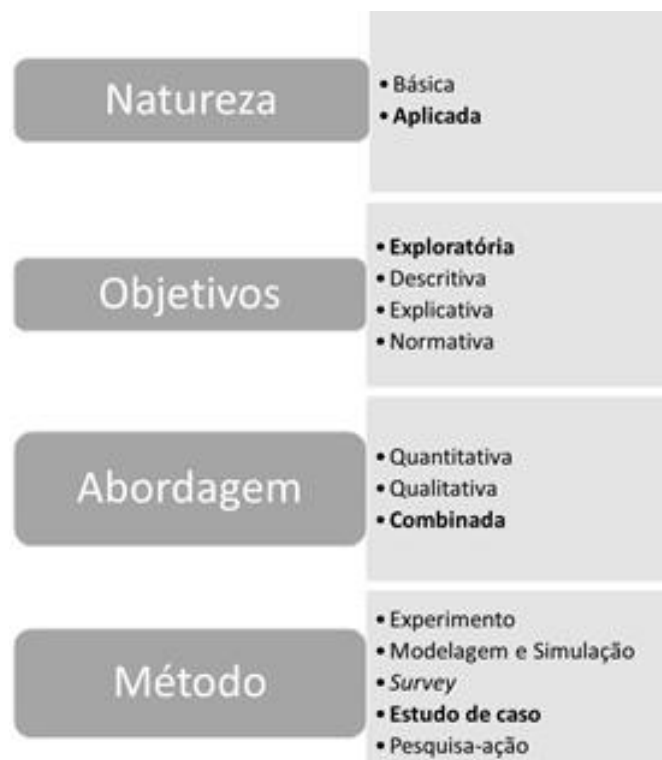 Natureza
• Básica
• Aplicada
Objetivos
• Exploratória
• Descritiva
• Explicativa
• Normativa
Abordagem
• Quantitativa
• Qualitativa
• Combinada
Método
• Experimento
• Modelagem e Simulação
• Survey
• Estudo de caso
• Pesquisa-ação